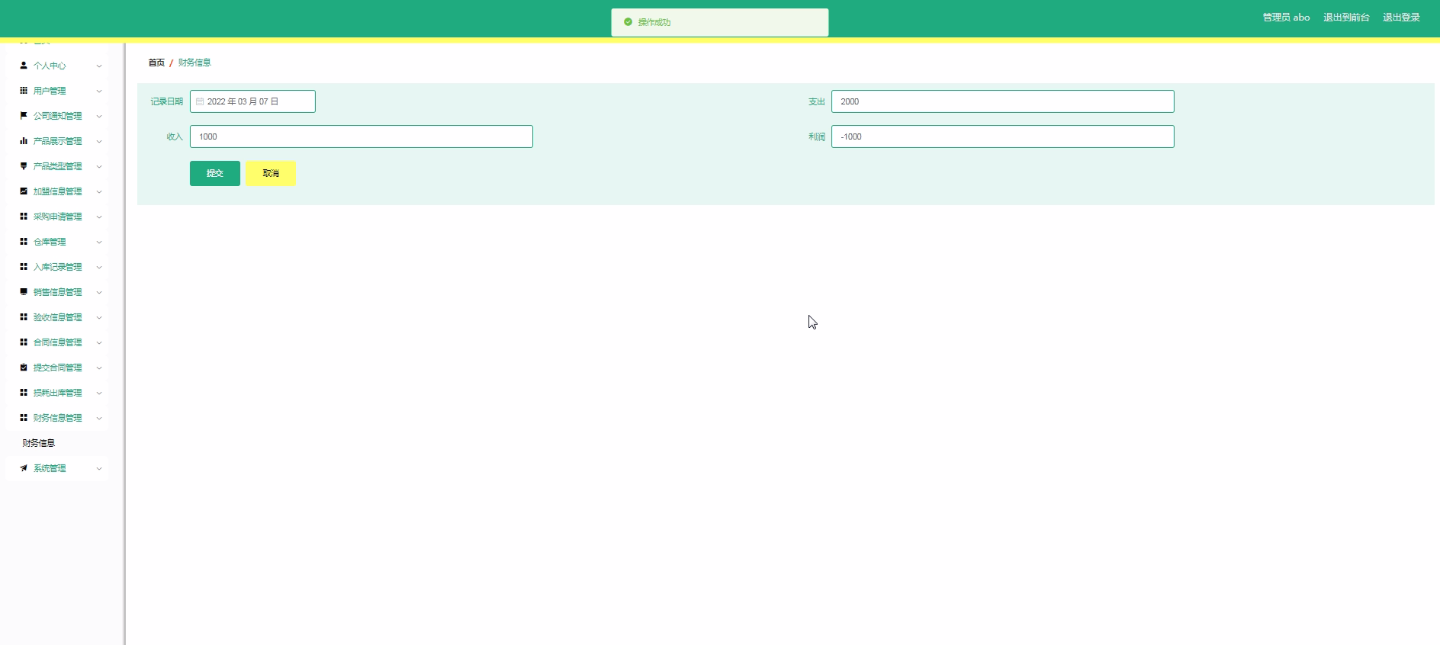 操作成功
管理员 abo 退出到前台 退出登录
首页 / 财务信息
个人中心
用户管理
公司通知管理
产品展示管理
产品类型管理
加盟信息管理
采购申请管理
仓库管理
入库记录管理
销售信息管理
验收信息管理
合同信息管理
提交合同管理
损耗出库管理
财务信息管理
财务信息
系统管理
记录日期 2022 年 03 月 07 日
支出 2000
收入 1000
利润 -1000
提交 取消